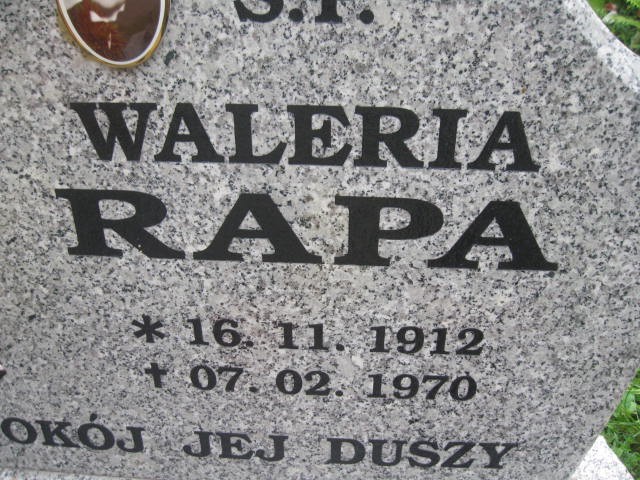 Ś.P.
WALERIA
RAPA
* 16. 11. 1912
† 07. 02. 1970
OKÓJ JEJ DUSZY